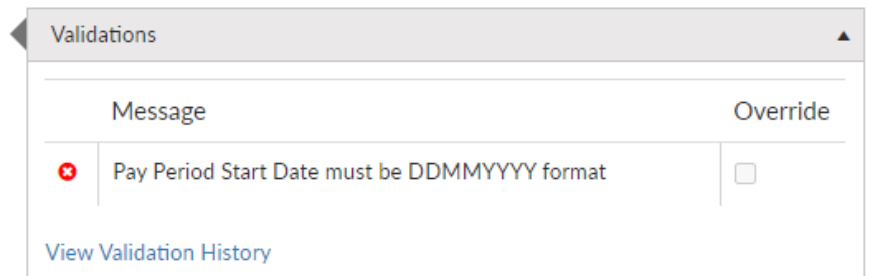 Validations
Message Override
Pay Period Start Date must be DDMMYYYY format
View Validation History